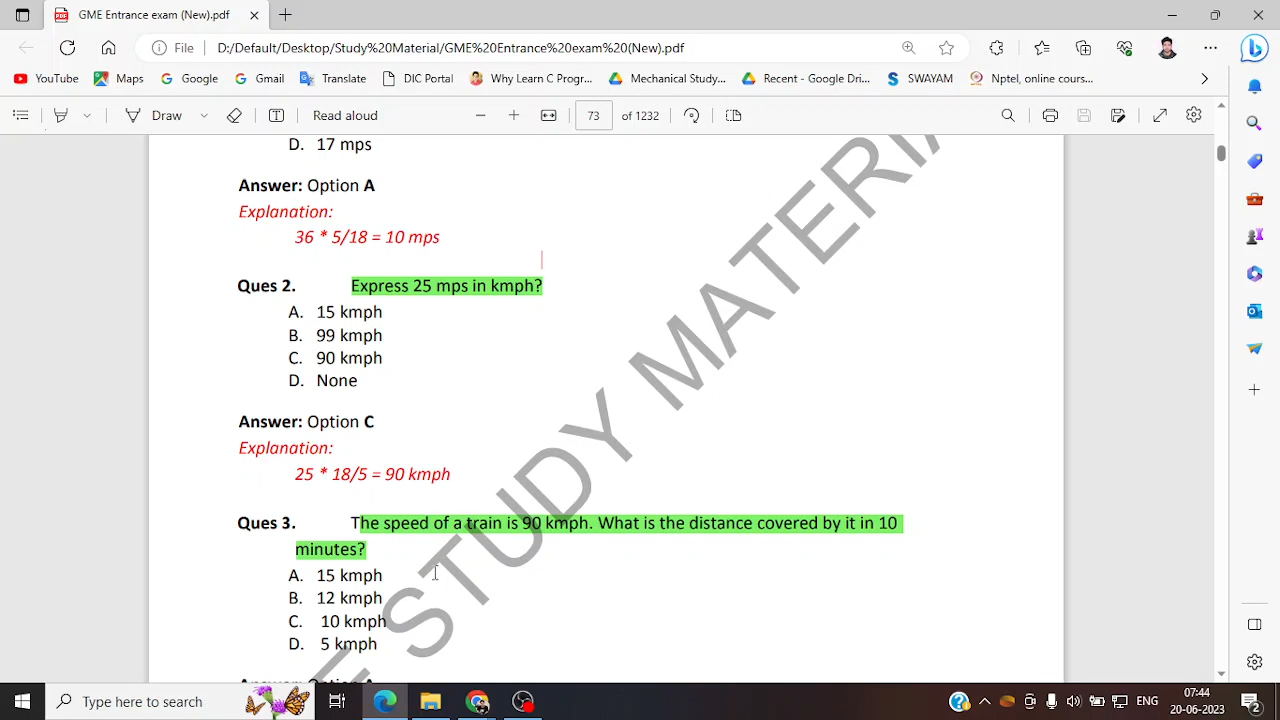 GME Entrance exam (New).pdf
File
D:/Default/Desktop/Study%20Material/GME%20Entrance%20exam%20(New).pdf
YouTube
Maps
Google
Gmail
Translate
DIC Portal
Why Learn C Progr...
Mechanical Study...
Recent - Google Dri...
SWAYAM
Nptel, online cours...
Draw
Read aloud
73
of 1232
D. 17 mps
Answer: Option A
Explanation:
36 * 5/18 = 10 mps
Ques 2. Express 25 mps in kmph?
A. 15 kmph
B. 99 kmph
C. 90 kmph
D. None
Answer: Option C
Explanation:
25 * 18/5 = 90 kmph
Ques 3. The speed of a train is 90 kmph. What is the distance covered by it in 10
minutes?
A. 15 kmph
B. 12 kmph
C. 10 kmph
D. 5 kmph
Answer: Option A
STUDY MATERIA
Type here to search
ENG
07:44
20-06-2023
2